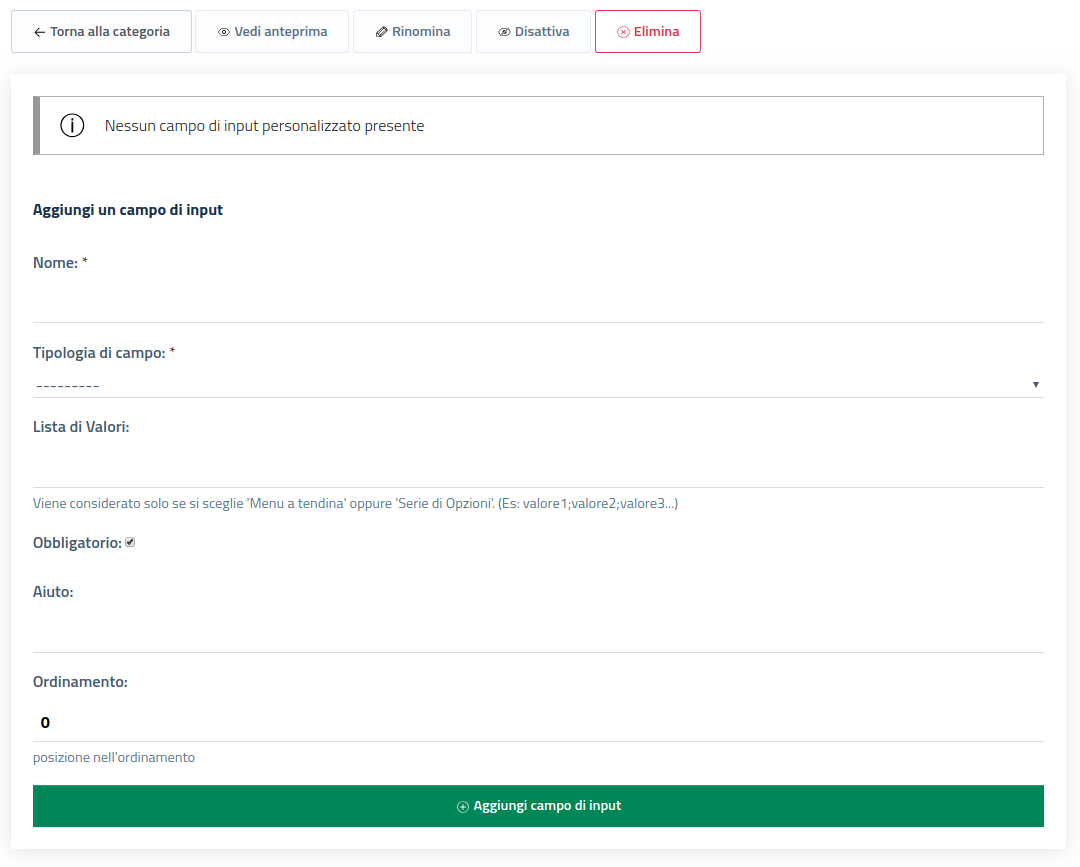 Torna alla categoria Vedi anteprima Rinomina Disattiva Elimina
Nessun campo di input personalizzato presente
Aggiungi un campo di input
Nome: *
Tipologia di campo: *
---------
Lista di Valori:
Viene considerato solo se si sceglie 'Menu a tendina' oppure 'Serie di Opzioni'. (Es: valore1;valore2;valore3...)
Obbligatorio:
Aiuto:
Ordinamento:
0
posizione nell'ordinamento
Aggiungi campo di input